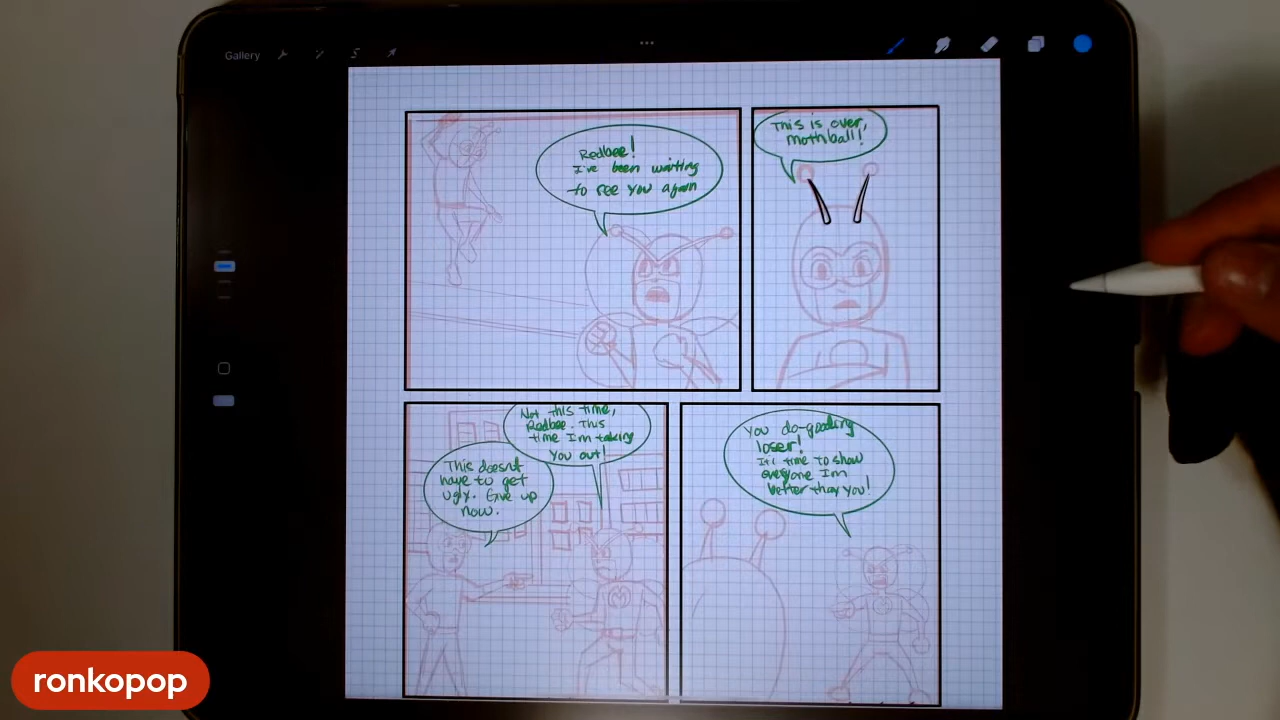 Gallery
Redbee!
I've been waiting
to see you again
This is over,
Mothball!
Not this time,
Redbee. This
time I'm taking
you out!
This doesn't
have to get
ugly. Give up
now.
You do-gooding
loser!
It's time to show
everyone I'm
better than you!
M
ronkopop